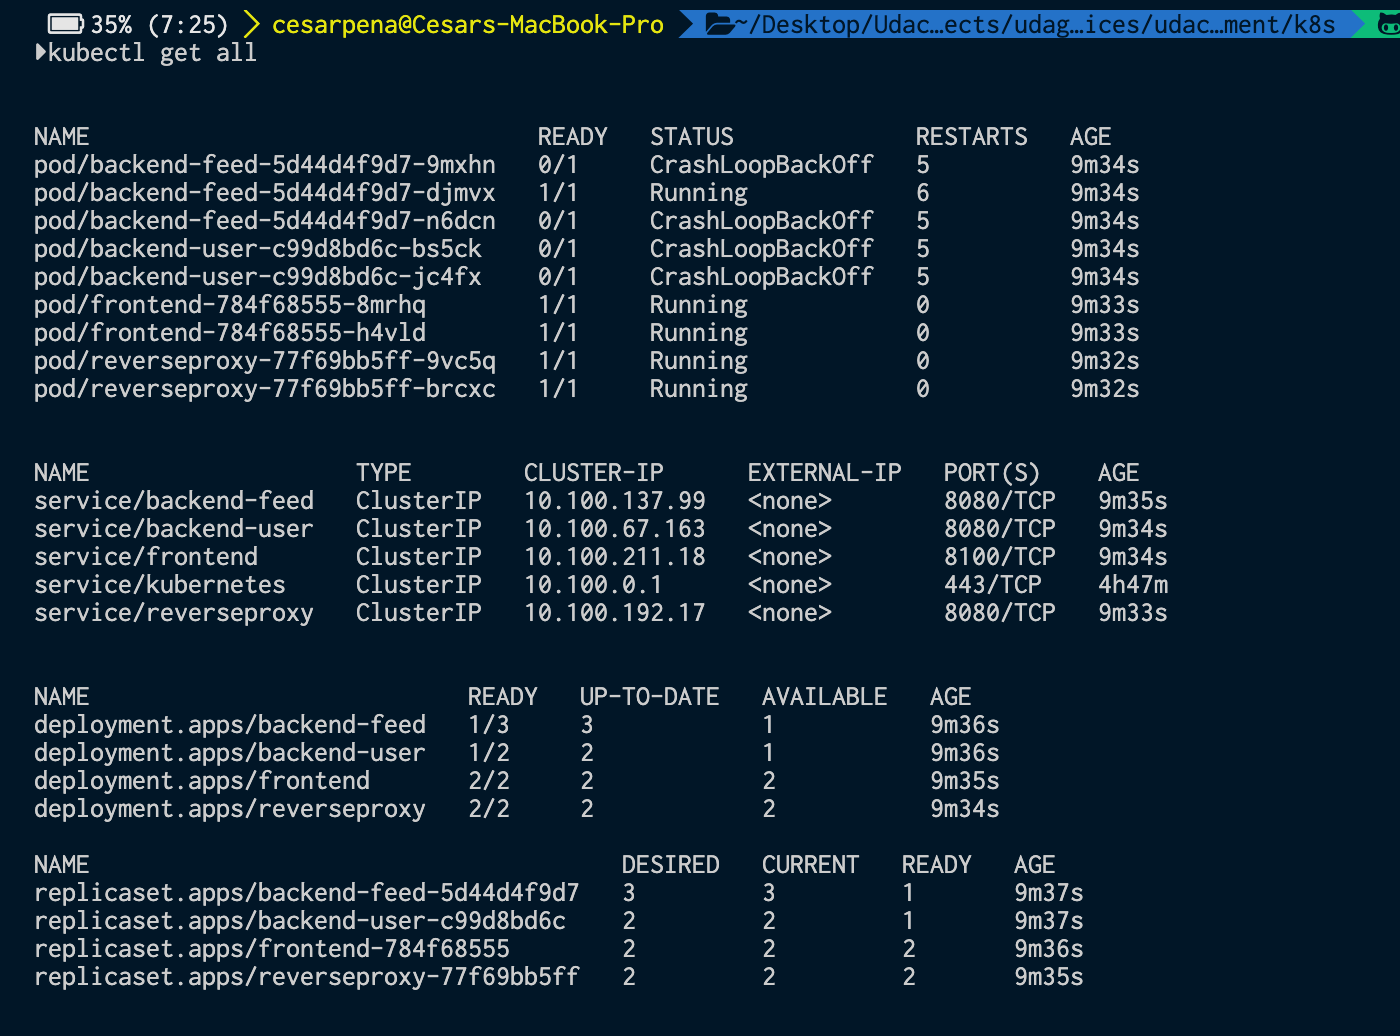 35% (7:25) cesarpena@Cesars-MacBook-Pro ~/Desktop/Udac…ects/udag…ices/udac…ment/k8s
kubectl get all
NAME READY STATUS RESTARTS AGE
pod/backend-feed-5d44d4f9d7-9mxhn 0/1 CrashLoopBackOff 5 9m34s
pod/backend-feed-5d44d4f9d7-djmvx 1/1 Running 6 9m34s
pod/backend-feed-5d44d4f9d7-n6dcn 0/1 CrashLoopBackOff 5 9m34s
pod/backend-user-c99d8bd6c-bs5ck 0/1 CrashLoopBackOff 5 9m34s
pod/backend-user-c99d8bd6c-jc4fx 0/1 CrashLoopBackOff 5 9m34s
pod/frontend-784f68555-8mrhq 1/1 Running 0 9m33s
pod/frontend-784f68555-h4vld 1/1 Running 0 9m33s
pod/reverseproxy-77f69bb5ff-9vc5q 1/1 Running 0 9m32s
pod/reverseproxy-77f69bb5ff-brcxc 1/1 Running 0 9m32s
NAME TYPE CLUSTER-IP EXTERNAL-IP PORT(S) AGE
service/backend-feed ClusterIP 10.100.137.99 <none> 8080/TCP 9m35s
service/backend-user ClusterIP 10.100.67.163 <none> 8080/TCP 9m34s
service/frontend ClusterIP 10.100.211.18 <none> 8100/TCP 9m34s
service/kubernetes ClusterIP 10.100.0.1 <none> 443/TCP 4h47m
service/reverseproxy ClusterIP 10.100.192.17 <none> 8080/TCP 9m33s
NAME READY UP-TO-DATE AVAILABLE AGE
deployment.apps/backend-feed 1/3 3 1 9m36s
deployment.apps/backend-user 1/2 2 1 9m36s
deployment.apps/frontend 2/2 2 2 9m35s
deployment.apps/reverseproxy 2/2 2 2 9m34s
NAME DESIRED CURRENT READY AGE
replicaset.apps/backend-feed-5d44d4f9d7 3 3 1 9m37s
replicaset.apps/backend-user-c99d8bd6c 2 2 1 9m37s
replicaset.apps/frontend-784f68555 2 2 2 9m36s
replicaset.apps/reverseproxy-77f69bb5ff 2 2 2 9m35s